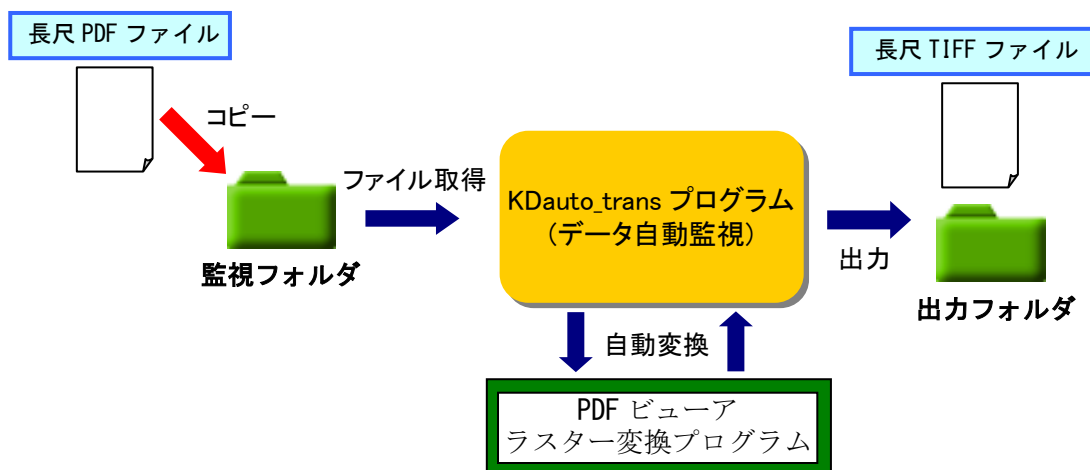 長尺 PDF ファイル
長尺 TIFF ファイル
コピー
ファイル取得
監視フォルダ
KDauto_trans プログラム
(データ自動監視)
出力
出力フォルダ
自動変換
PDF ビューア
ラスター変換プログラム